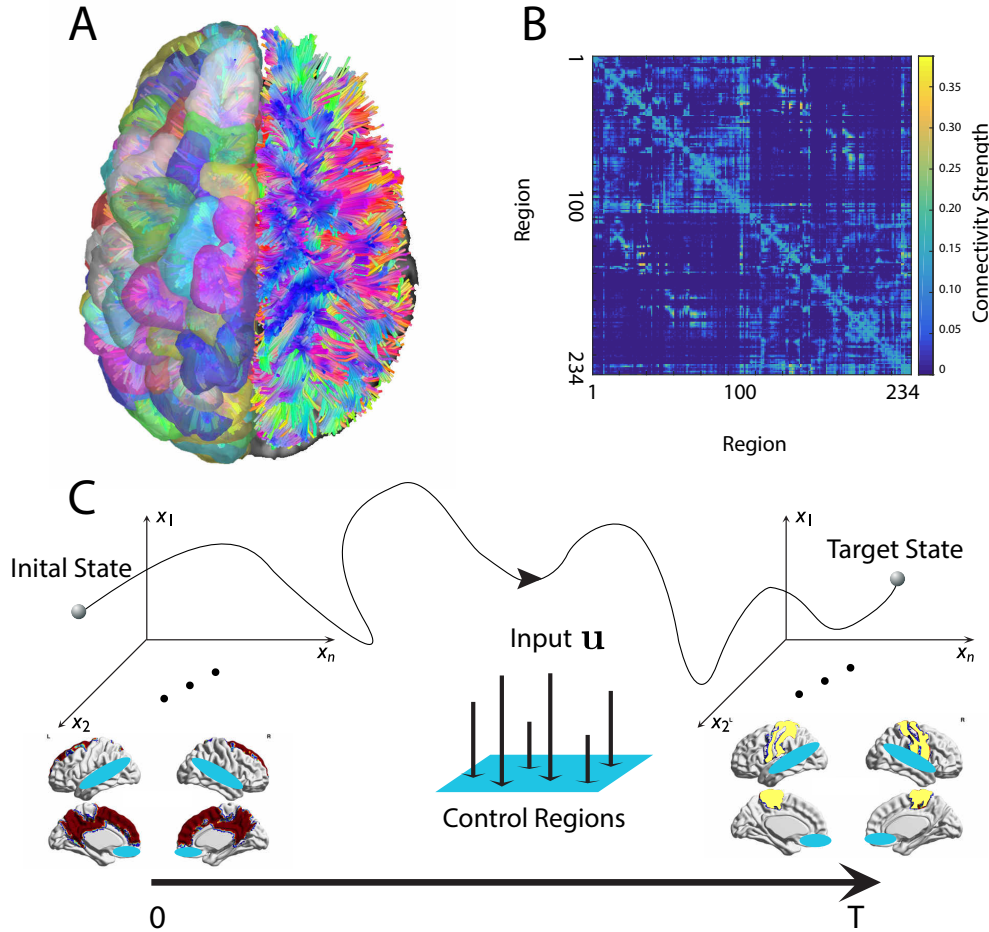 A
B
1
100
234
Region
1
100
234
Region
0.35
0.30
0.25
0.20
0.15
0.10
0.05
0
Connectivity Strength
C
x1
Inital State
xn
x2
Input u
Control Regions
x1
Target State
xn
x2
L
R
L
R
0
T